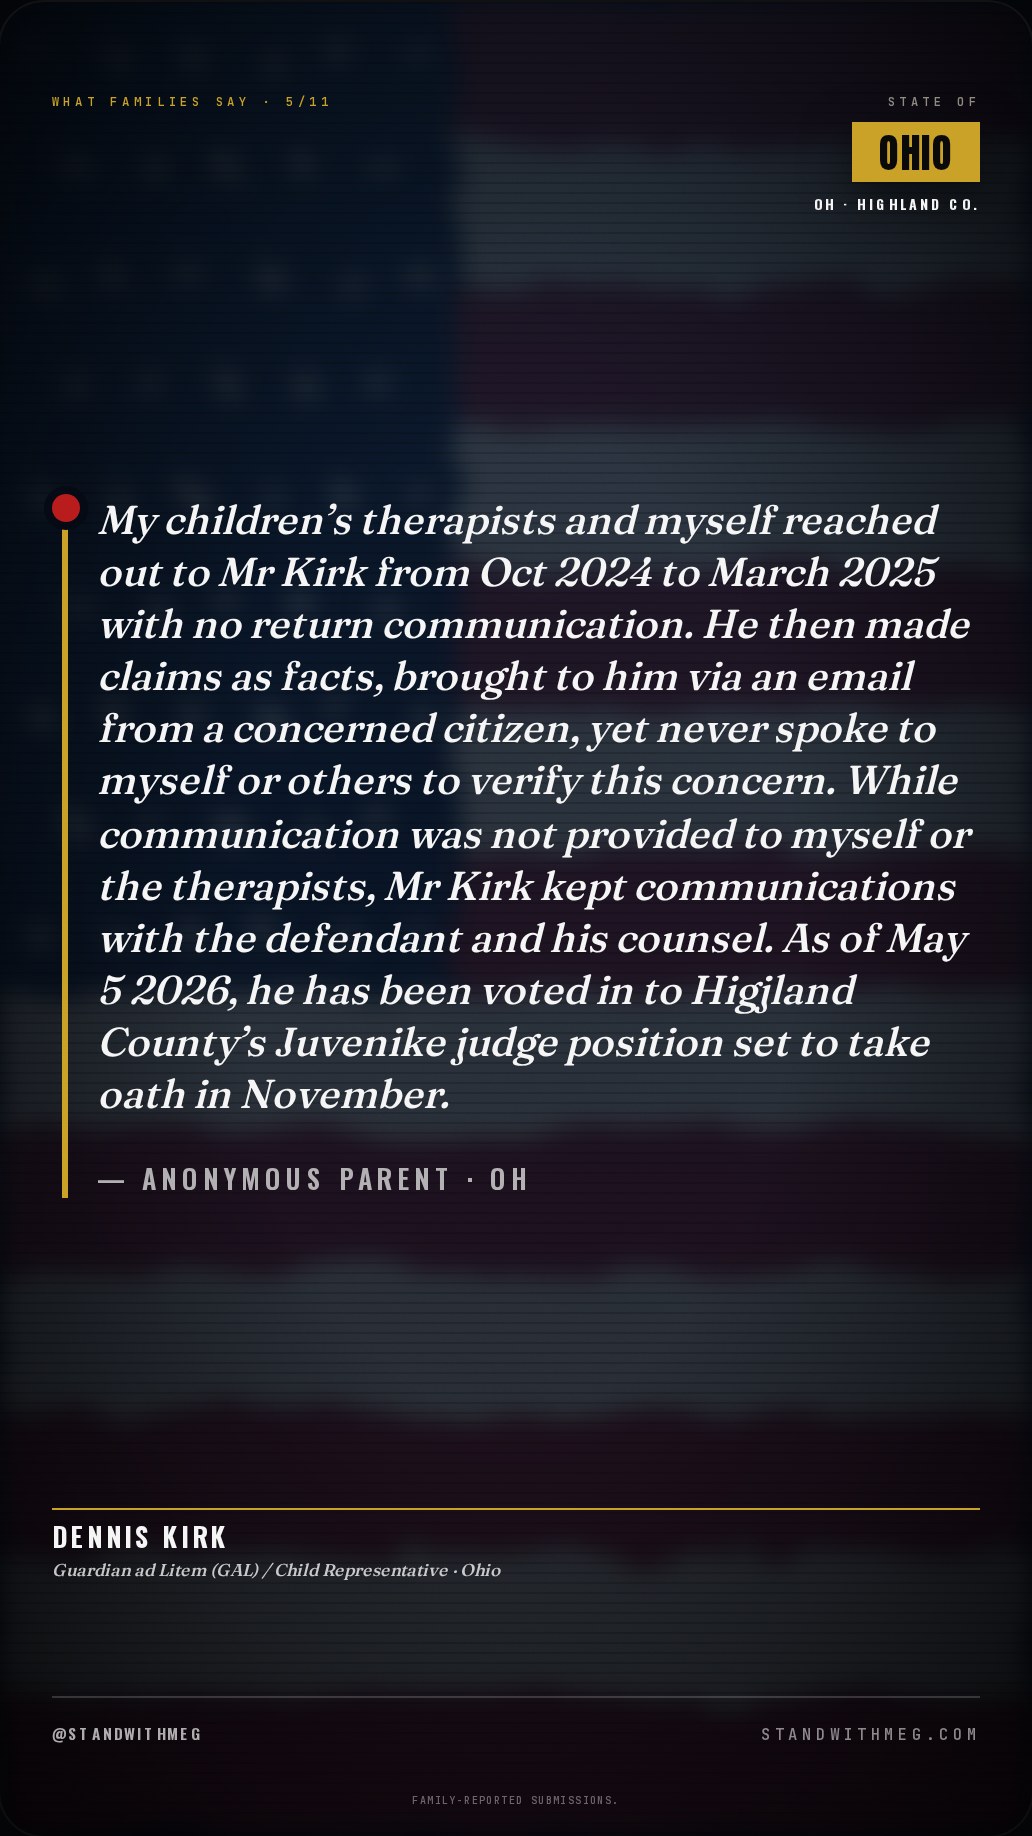 WHAT FAMILIES SAY · 5/11
STATE OF
OHIO
OH · HIGHLAND CO.
My children’s therapists and myself reached
out to Mr Kirk from Oct 2024 to March 2025
with no return communication. He then made
claims as facts, brought to him via an email
from a concerned citizen, yet never spoke to
myself or others to verify this concern. While
communication was not provided to myself or
the therapists, Mr Kirk kept communications
with the defendant and his counsel. As of May
5 2026, he has been voted in to Higjland
County’s Juvenike judge position set to take
oath in November.
— ANONYMOUS PARENT · OH
DENNIS KIRK
Guardian ad Litem (GAL) / Child Representative · Ohio
@STANDWITHMEG
STANDWITHMEG.COM
FAMILY-REPORTED SUBMISSIONS.